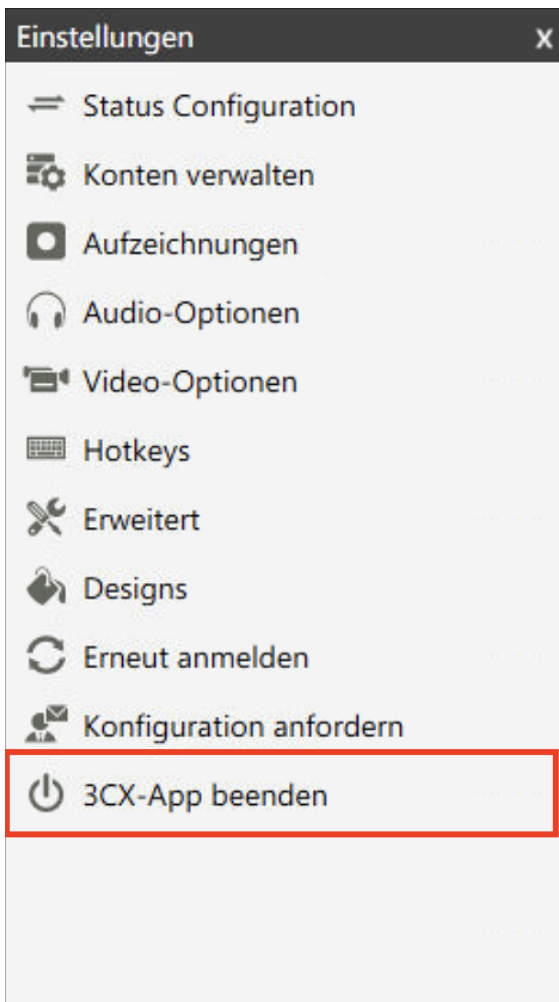 Einstellungen x
Status Configuration
Konten verwalten
Aufzeichnungen
Audio-Optionen
Video-Optionen
Hotkeys
Erweitert
Designs
Erneut anmelden
Konfiguration anfordern
3CX-App beenden